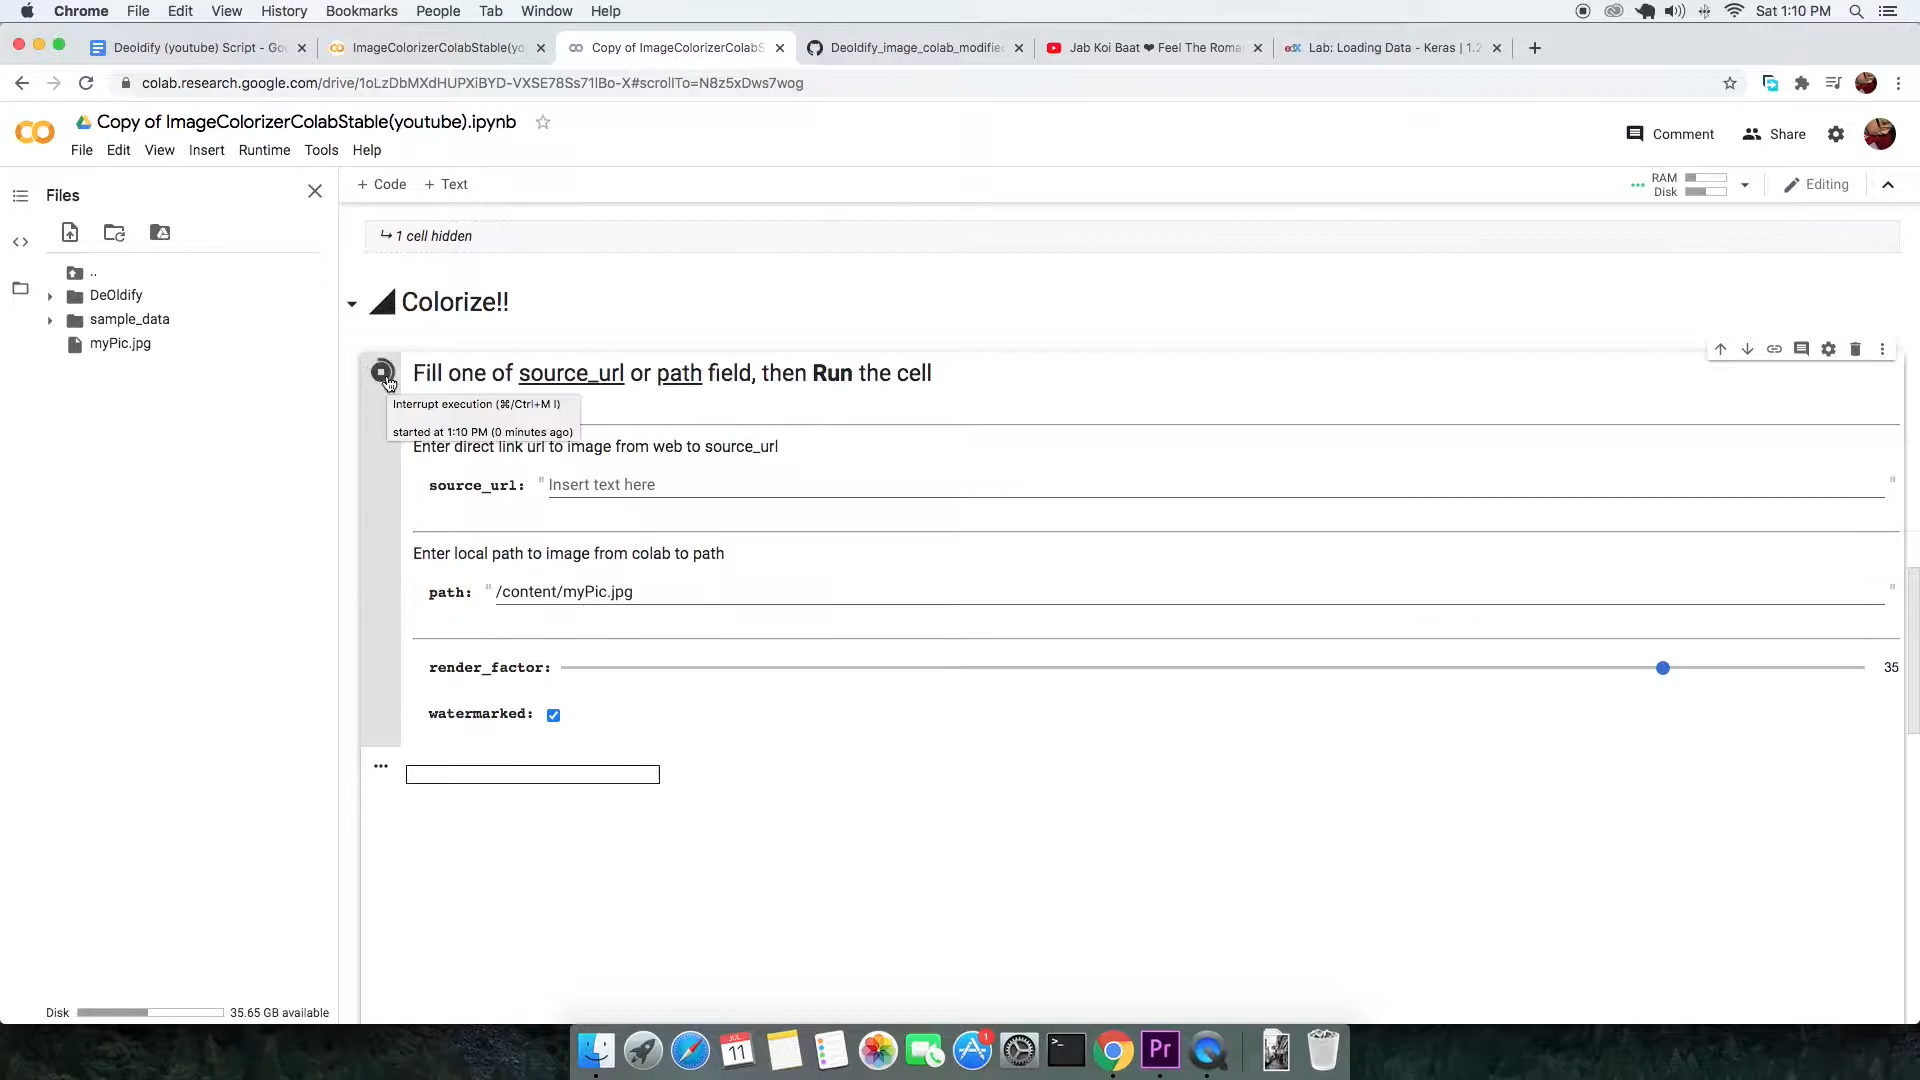 Chrome File Edit View History Bookmarks People Tab Window Help Sat 1:10 PM
Deoldify (youtube) Script - Go ImageColorizerColabStable(yo Copy of ImageColorizerColabS Deoldify_image_colab_modifie Jab Koi Baat ❤ Feel The Roma edX Lab: Loading Data - Keras | 1.2
colab.research.google.com/drive/1oLzDbMXdHUPXiBYD-VXSE78Ss71lBo-X#scrollTo=N8z5xDws7wog
Copy of ImageColorizerColabStable(youtube).ipynb
Comment Share
File Edit View Insert Runtime Tools Help
Files
+ Code + Text
RAM
Disk
Editing
↳ 1 cell hidden
..
DeOldify
sample_data
myPic.jpg
◢ Colorize!!
Fill one of source_url or path field, then Run the cell
Interrupt execution (⌘/Ctrl+M I)
started at 1:10 PM (0 minutes ago)
Enter direct link url to image from web to source_url
source_url: " Insert text here "
Enter local path to image from colab to path
path: " /content/myPic.jpg "
render_factor: 35
watermarked:
...
Disk 35.65 GB available
JUL
11
1
>_
Pr